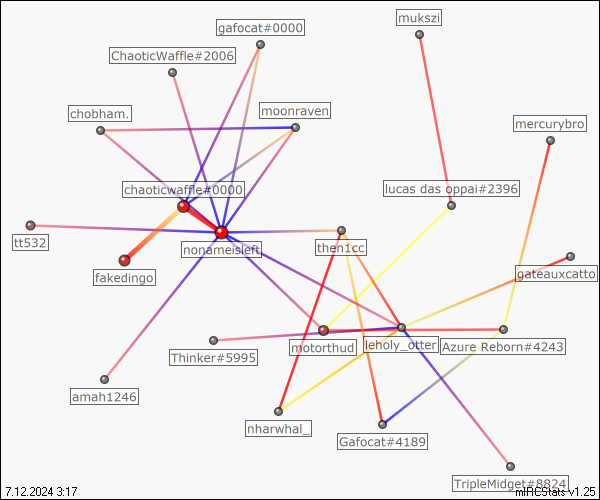 gafocat#0000
mukszi
ChaoticWaffle#2006
chobham.
moonraven
mercurybro
chaoticwaffle#0000
lucas das oppai#2396
tt532
nonameisleft
then1cc
fakedingo
gateauxcatto
Thinker#5995
motorthud
leholy_otter
Azure Reborn#4243
amah1246
nharwhal_
Gafocat#4189
TripleMidget#8824
7.12.2024 3:17
mIRCStats v1.25